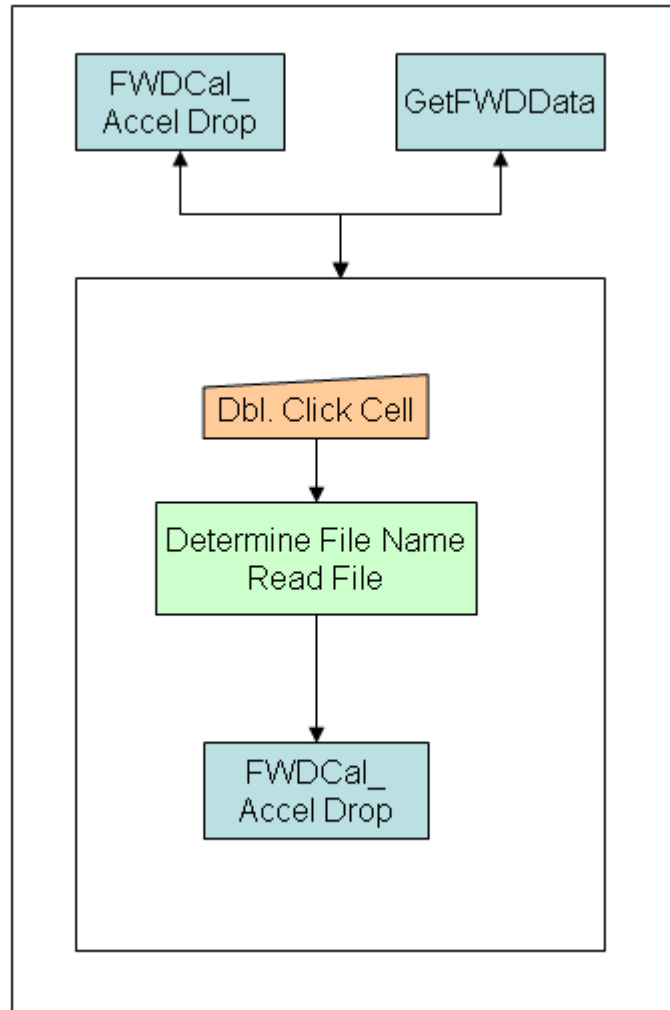 FWDCal_
Accel Drop
GetFWDData
Dbl. Click Cell
Determine File Name
Read File
FWDCal_
Accel Drop